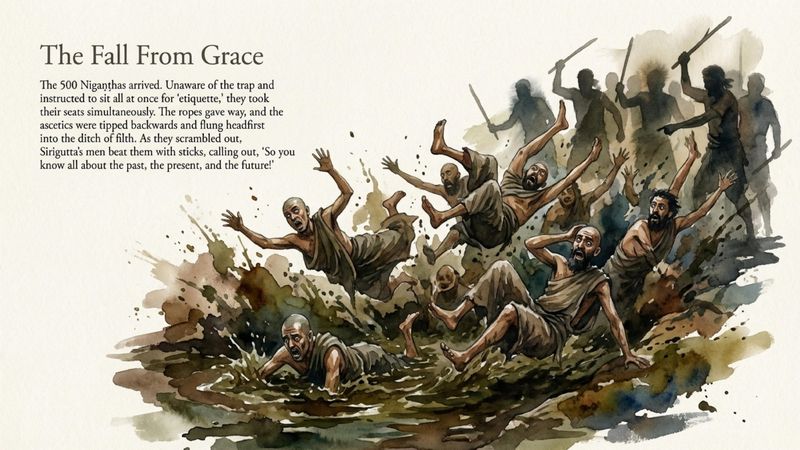 The Fall From Grace
The 500 Nigaṇṭhas arrived. Unaware of the trap and
instructed to sit all at once for 'etiquette,' they took
their seats simultaneously. The ropes gave way, and the
ascetics were tipped backwards and flung headfirst
into the ditch of filth. As they scrambled out,
Sirigutta's men beat them with sticks, calling out, 'So you
know all about the past, the present, and the future!'